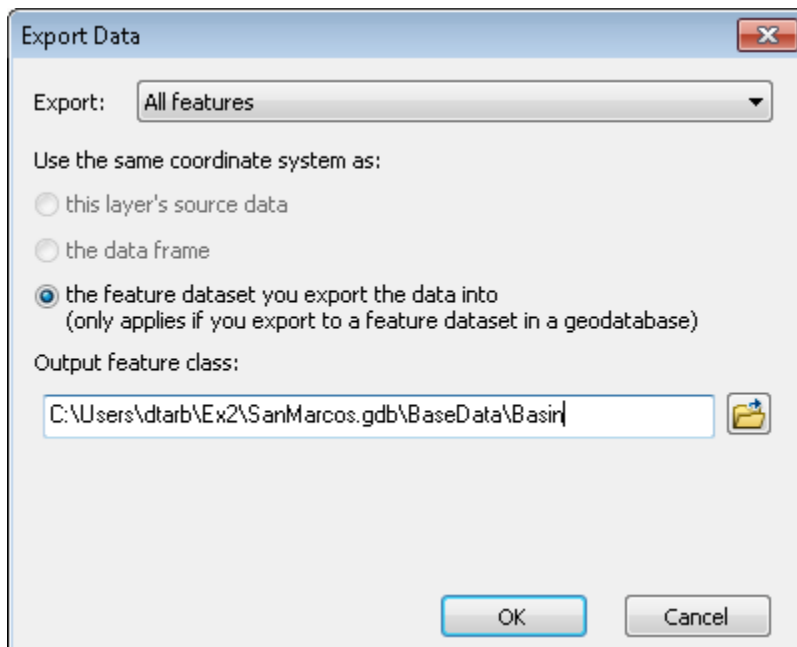 Export Data
Export: All features
Use the same coordinate system as:
this layer's source data
the data frame
the feature dataset you export the data into
(only applies if you export to a feature dataset in a geodatabase)
Output feature class:
C:\Users\dtarb\Ex2\SanMarcos.gdb\BaseData\Basin
OK Cancel